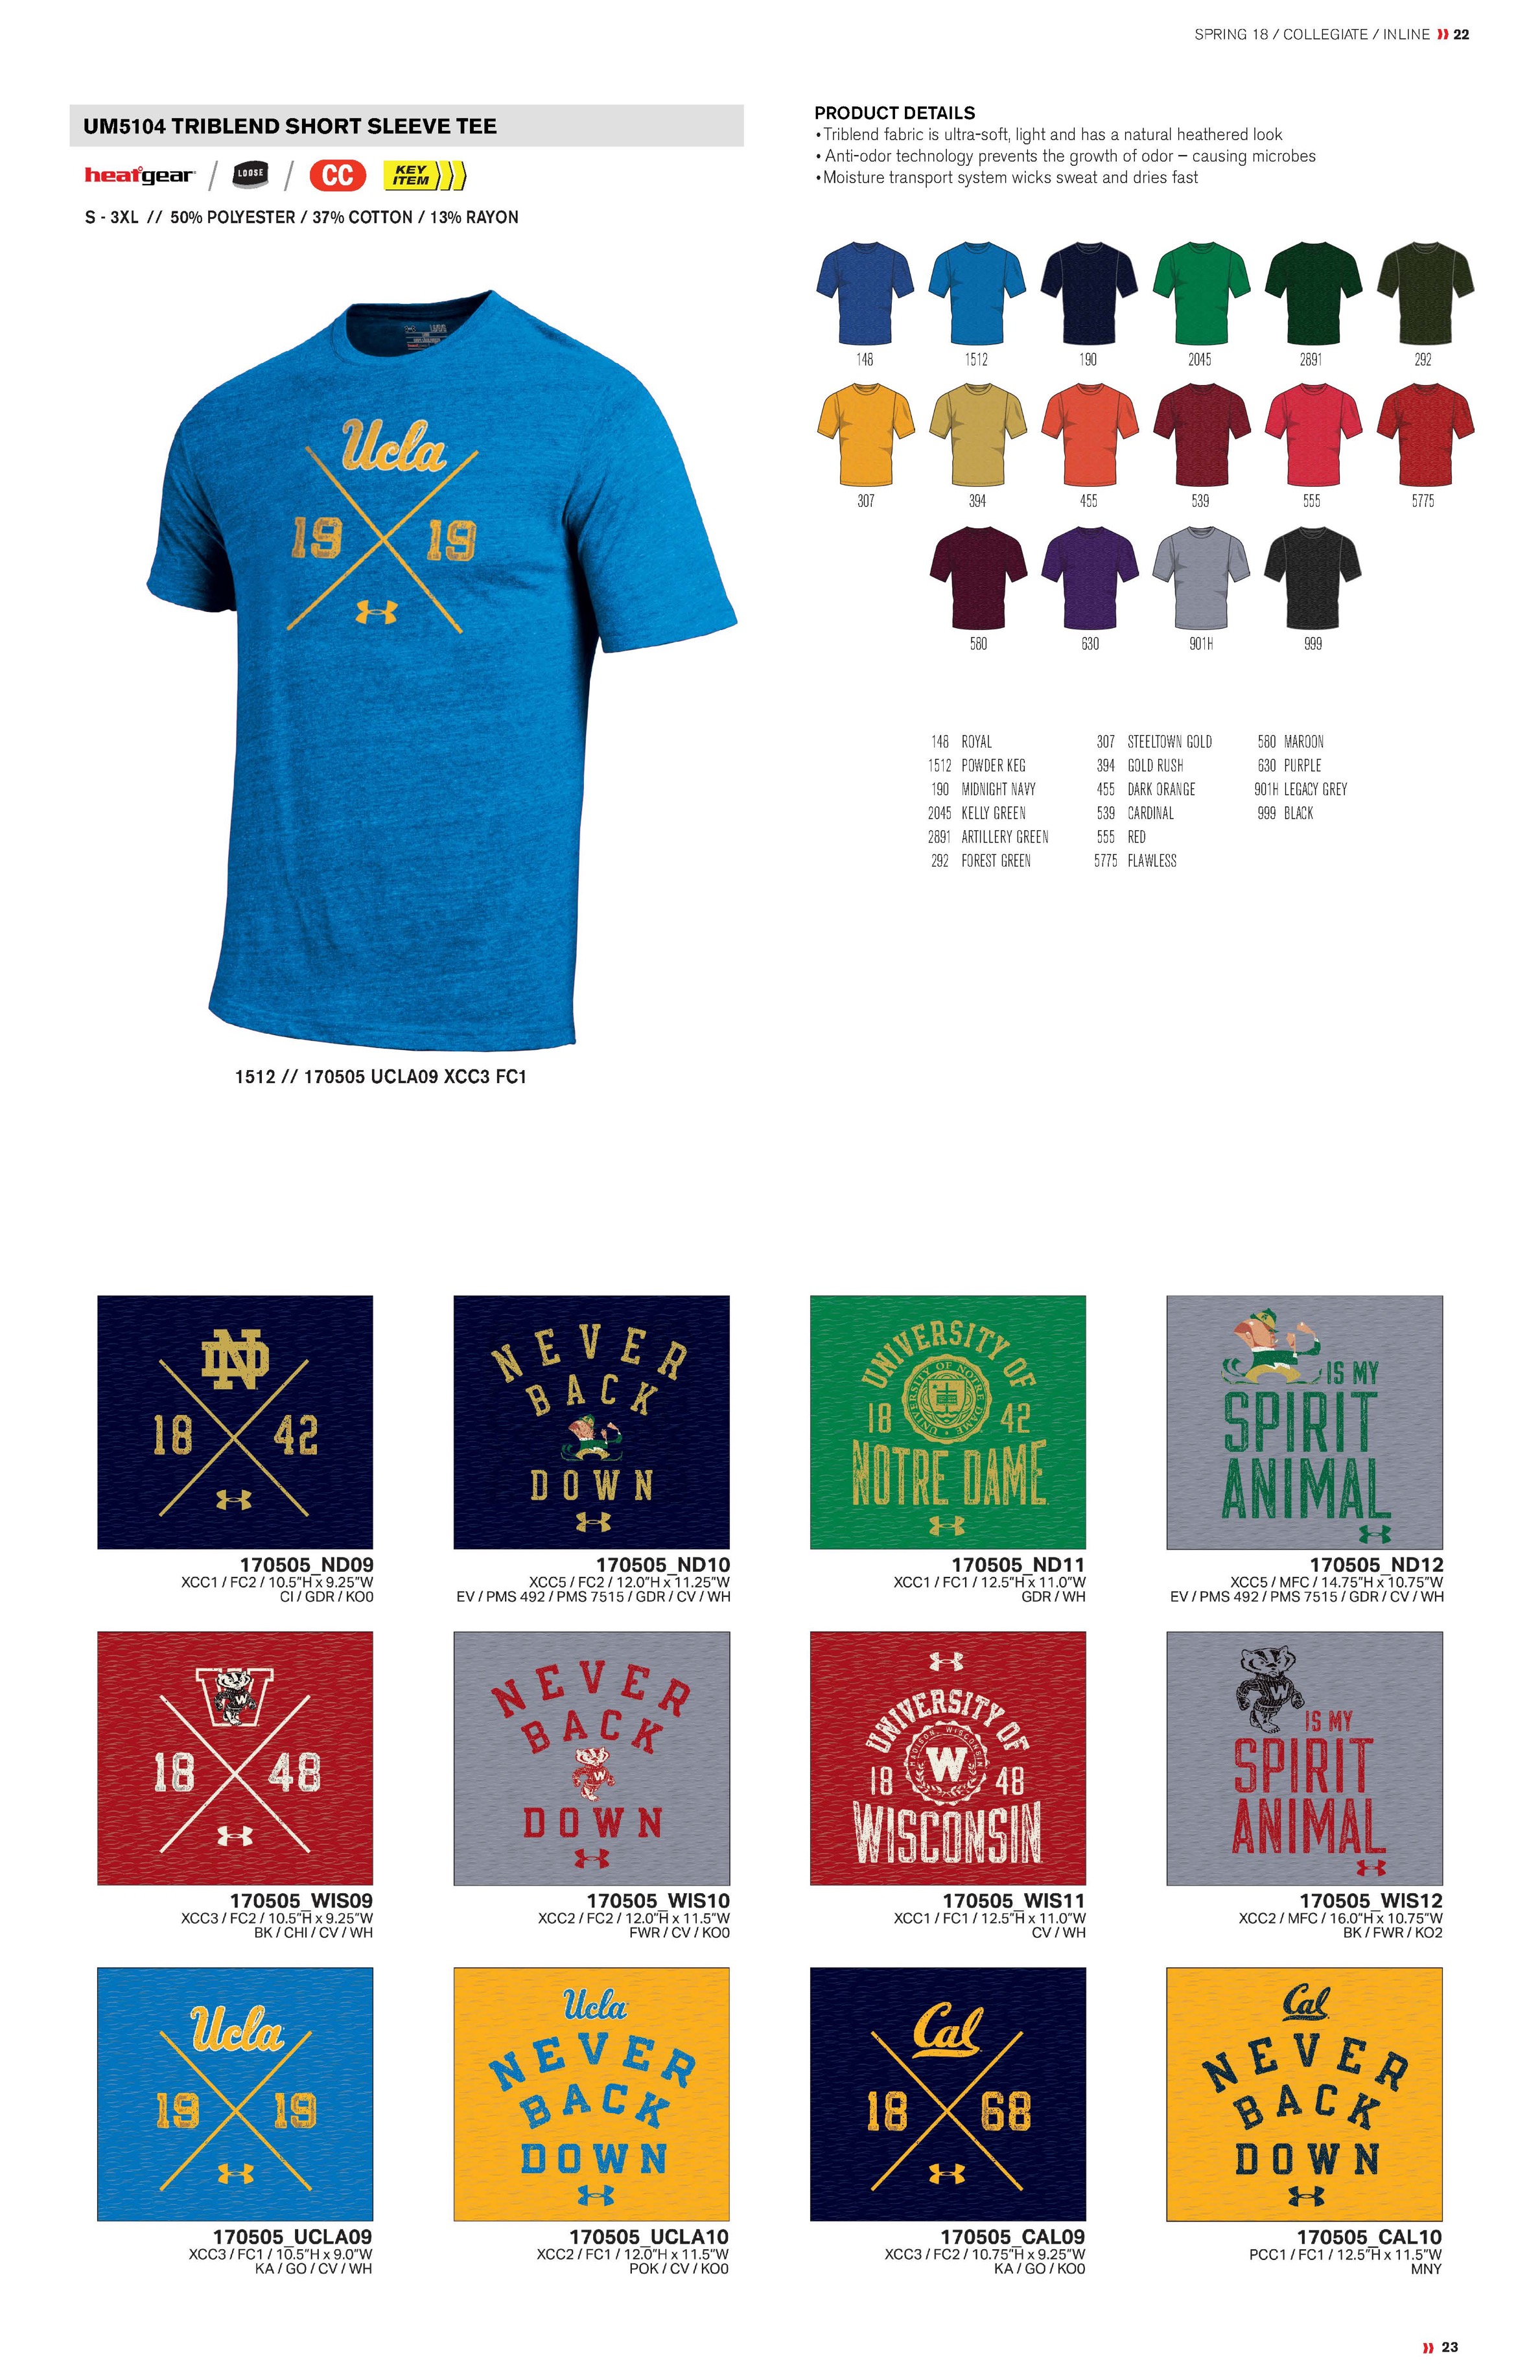 SPRING 18 / COLLEGIATE / INLINE 22
UM5104 TRIBLEND SHORT SLEEVE TEE
heatgear / LOOSE / CC KEY ITEM
S - 3XL // 50% POLYESTER / 37% COTTON / 13% RAYON
PRODUCT DETAILS
• Triblend fabric is ultra-soft, light and has a natural heathered look
• Anti-odor technology prevents the growth of odor – causing microbes
• Moisture transport system wicks sweat and dries fast
Ucla
19 19
1512 // 170505 UCLA09 XCC3 FC1
148 1512 190 2045 2891 292
307 394 455 539 555 5775
580 630 901H 999
148 ROYAL
1512 POWDER KEG
190 MIDNIGHT NAVY
2045 KELLY GREEN
2891 ARTILLERY GREEN
292 FOREST GREEN
307 STEELTOWN GOLD
394 GOLD RUSH
455 DARK ORANGE
539 CARDINAL
555 RED
5775 FLAWLESS
580 MAROON
630 PURPLE
901H LEGACY GREY
999 BLACK
ND
18 42
170505_ND09
XCC1 / FC2 / 10.5"H x 9.25"W
CI / GDR / KO0
NEVER
BACK
DOWN
170505_ND10
XCC5 / FC2 / 12.0"H x 11.25"W
EV / PMS 492 / PMS 7515 / GDR / CV / WH
UNIVERSITY OF
UNIVERSITY OF NOTRE DAME
18 42
NOTRE DAME
170505_ND11
XCC1 / FC1 / 12.5"H x 11.0"W
GDR / WH
IS MY
SPIRIT
ANIMAL
170505_ND12
XCC5 / MFC / 14.75"H x 10.75"W
EV / PMS 492 / PMS 7515 / GDR / CV / WH
W
18 48
170505_WIS09
XCC3 / FC2 / 10.5"H x 9.25"W
BK / CHI / CV / WH
NEVER
BACK
W
DOWN
170505_WIS10
XCC2 / FC2 / 12.0"H x 11.5"W
FWR / CV / KO0
UNIVERSITY OF
MADISON, WISCONSIN
W
18 48
WISCONSIN
170505_WIS11
XCC1 / FC1 / 12.5"H x 11.0"W
CV / WH
W
IS MY
SPIRIT
ANIMAL
170505_WIS12
XCC2 / MFC / 16.0"H x 10.75"W
BK / FWR / KO2
Ucla
19 19
170505_UCLA09
XCC3 / FC1 / 10.5"H x 9.0"W
KA / GO / CV / WH
Ucla
NEVER
BACK
DOWN
170505_UCLA10
XCC2 / FC1 / 12.0"H x 11.5"W
POK / CV / KO0
Cal
18 68
170505_CAL09
XCC3 / FC2 / 10.75"H x 9.25"W
KA / GO / KO0
Cal
NEVER
BACK
DOWN
170505_CAL10
PCC1 / FC1 / 12.5"H x 11.5"W
MNY
23